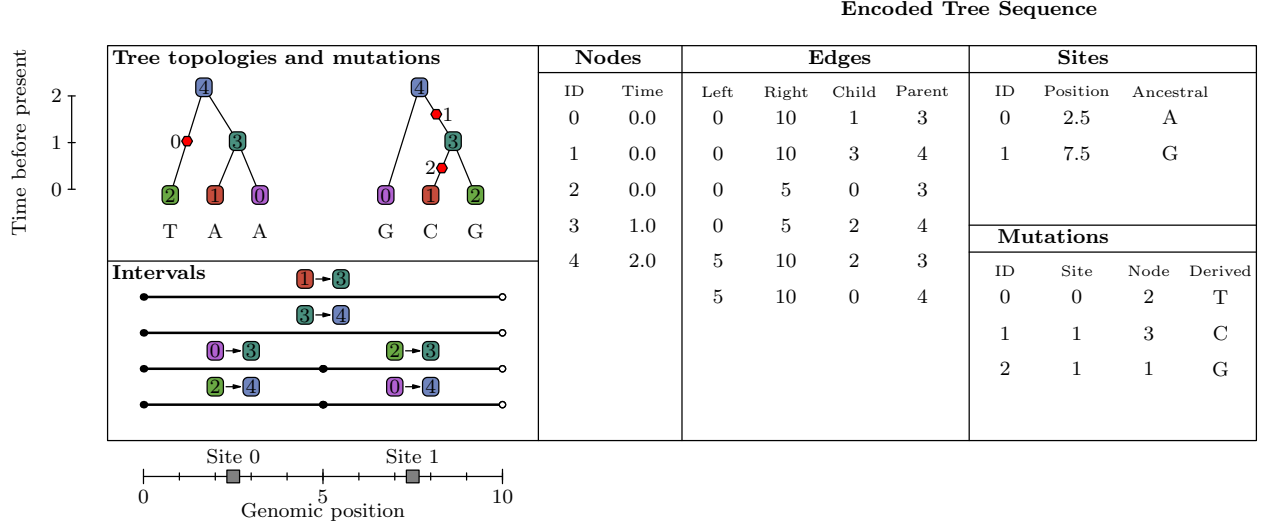 Encoded Tree Sequence
Tree topologies and mutations
Time before present
2
1
0
4
4
1
0
3
3
2
2
1
0
0
1
2
T A A
G C G
Intervals
1 3
3 4
0 3
2 3
2 4
0 4
Site 0
Site 1
0
5
10
Genomic position
Nodes
ID Time
0 0.0
1 0.0
2 0.0
3 1.0
4 2.0
Edges
Left Right Child Parent
0 10 1 3
0 10 3 4
0 5 0 3
0 5 2 4
5 10 2 3
5 10 0 4
Sites
ID Position Ancestral
0 2.5 A
1 7.5 G
Mutations
ID Site Node Derived
0 0 2 T
1 1 3 C
2 1 1 G